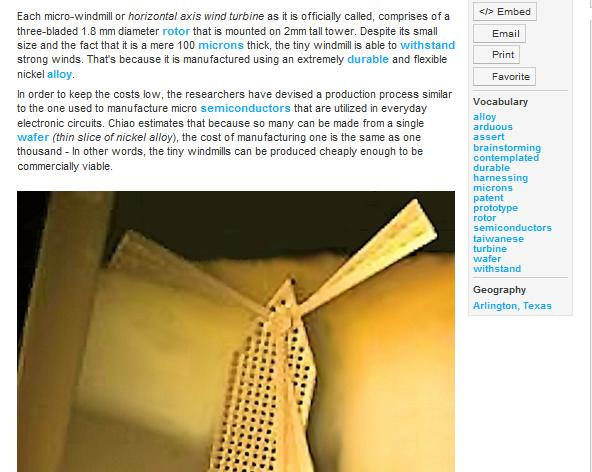 Each micro-windmill or horizontal axis wind turbine as it is officially called, comprises of a
three-bladed 1.8 mm diameter rotor that is mounted on 2mm tall tower. Despite its small
size and the fact that it is a mere 100 microns thick, the tiny windmill is able to withstand
strong winds. That's because it is manufactured using an extremely durable and flexible
nickel alloy.
In order to keep the costs low, the researchers have devised a production process similar
to the one used to manufacture micro semiconductors that are utilized in everyday
electronic circuits. Chiao estimates that because so many can be made from a single
wafer (thin slice of nickel alloy), the cost of manufacturing one is the same as one
thousand - In other words, the tiny windmills can be produced cheaply enough to be
commercially viable.
</> Embed
Email
Print
Favorite
Vocabulary
alloy
arduous
assert
brainstorming
contemplated
durable
harnessing
microns
patent
prototype
rotor
semiconductors
taiwanese
turbine
wafer
withstand
Geography
Arlington, Texas